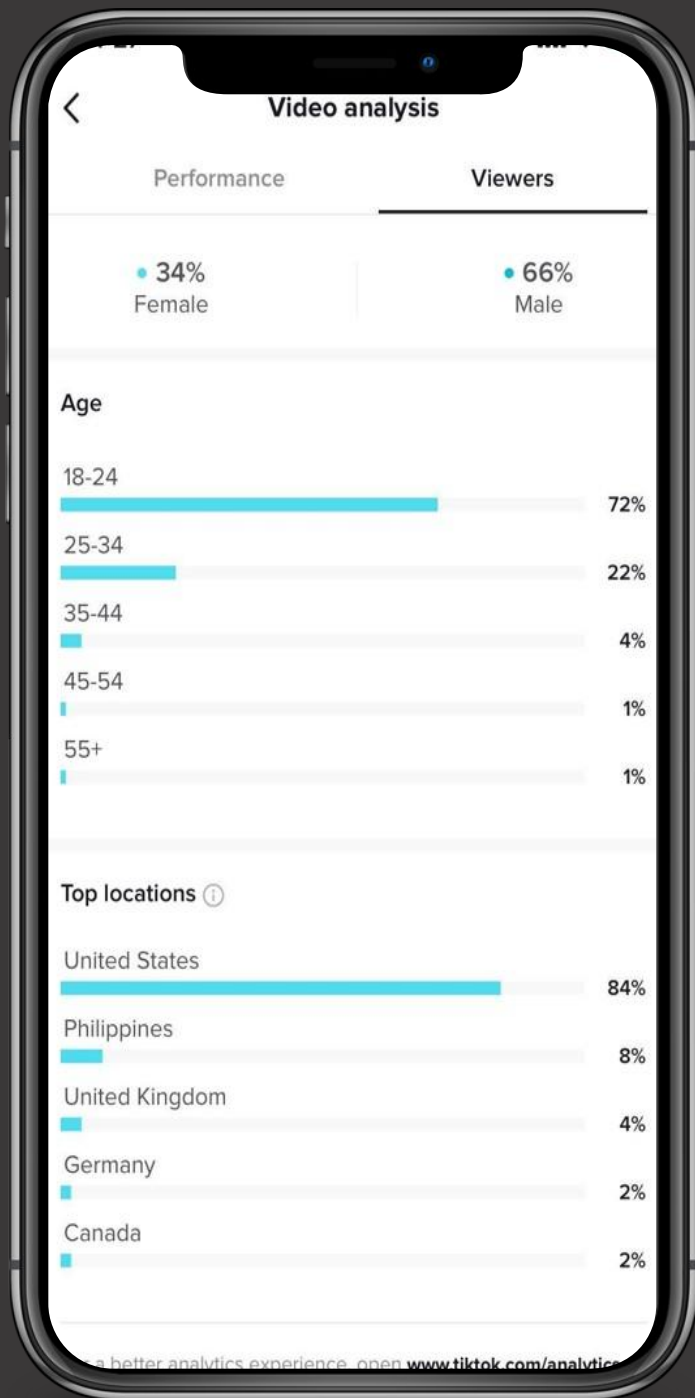 Video analysis
Performance Viewers
34% 66%
Female Male
Age
18-24
72%
25-34
22%
35-44
4%
45-54
1%
55+
1%
Top locations
United States
84%
Philippines
8%
United Kingdom
4%
Germany
2%
Canada
2%
a better analytics experience, open www.tiktok.com/analytics